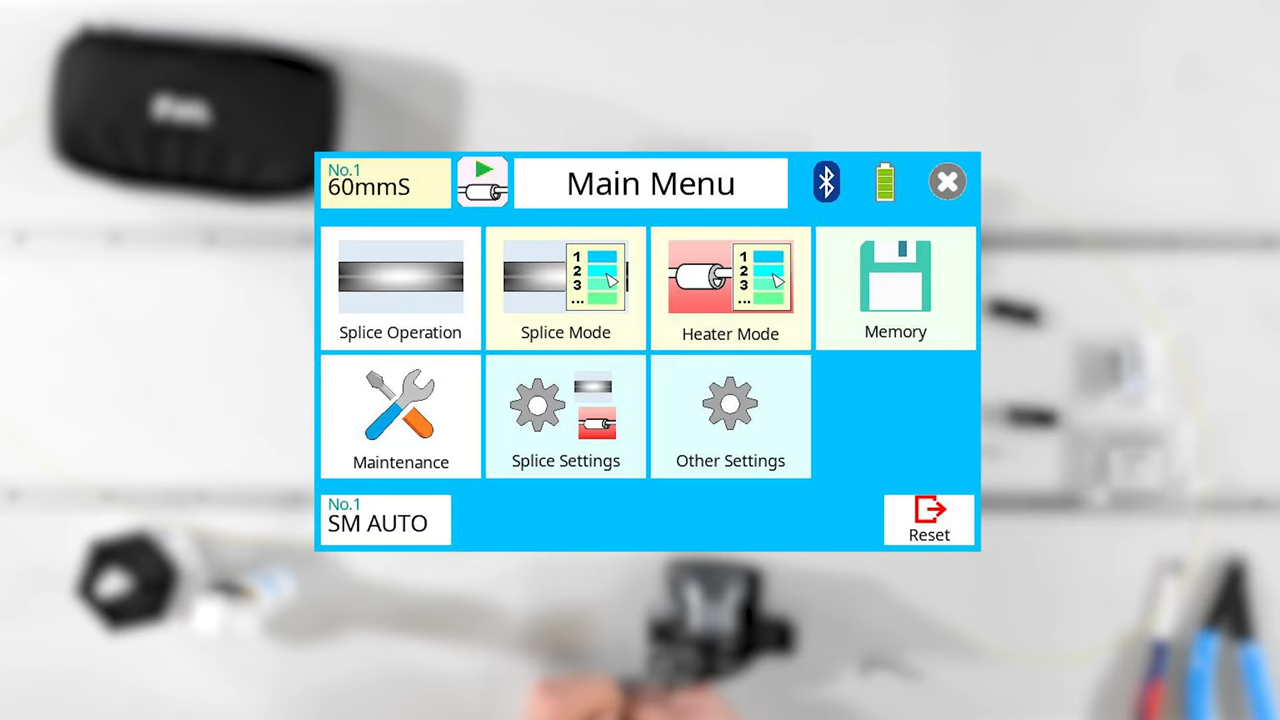 No.1
60mmS
Main Menu
1
2
3
...
1
2
3
...
Splice Operation
Splice Mode
Heater Mode
Memory
Maintenance
Splice Settings
Other Settings
No.1
SM AUTO
Reset